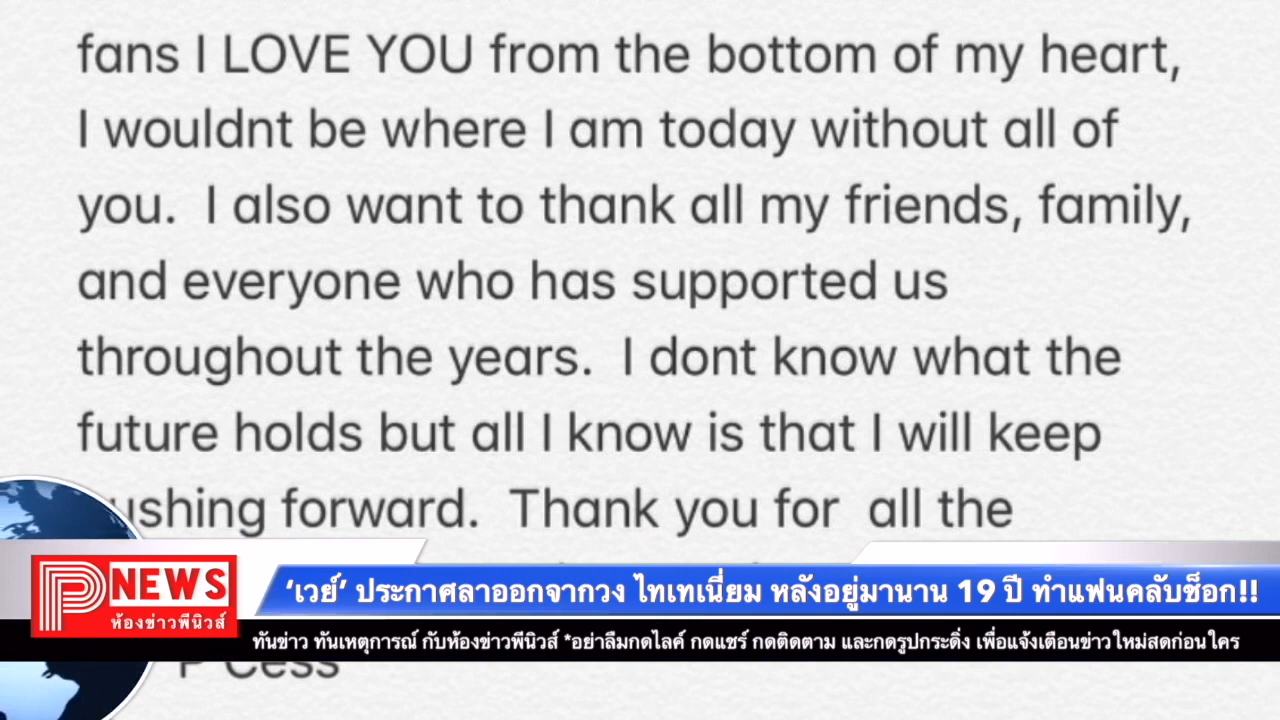 fans I LOVE YOU from the bottom of my heart,
I wouldnt be where I am today without all of
you.  I also want to thank all my friends, family,
and everyone who has supported us
throughout the years.  I dont know what the
future holds but all I know is that I will keep
ushing forward.  Thank you for  all the
P NEWS
ห้องข่าวพีนิวส์
‘เวย์’ ประกาศลาออกจากวง ไทเทเนี่ยม หลังอยู่มานาน 19 ปี ทำแฟนคลับช็อก!!
ทันข่าว ทันเหตุการณ์ กับห้องข่าวพีนิวส์ *อย่าลืมกดไลค์ กดแชร์ กดติดตาม และกดรูปกระดิ่ง เพื่อแจ้งเตือนข่าวใหม่สดก่อนใคร
P Cess